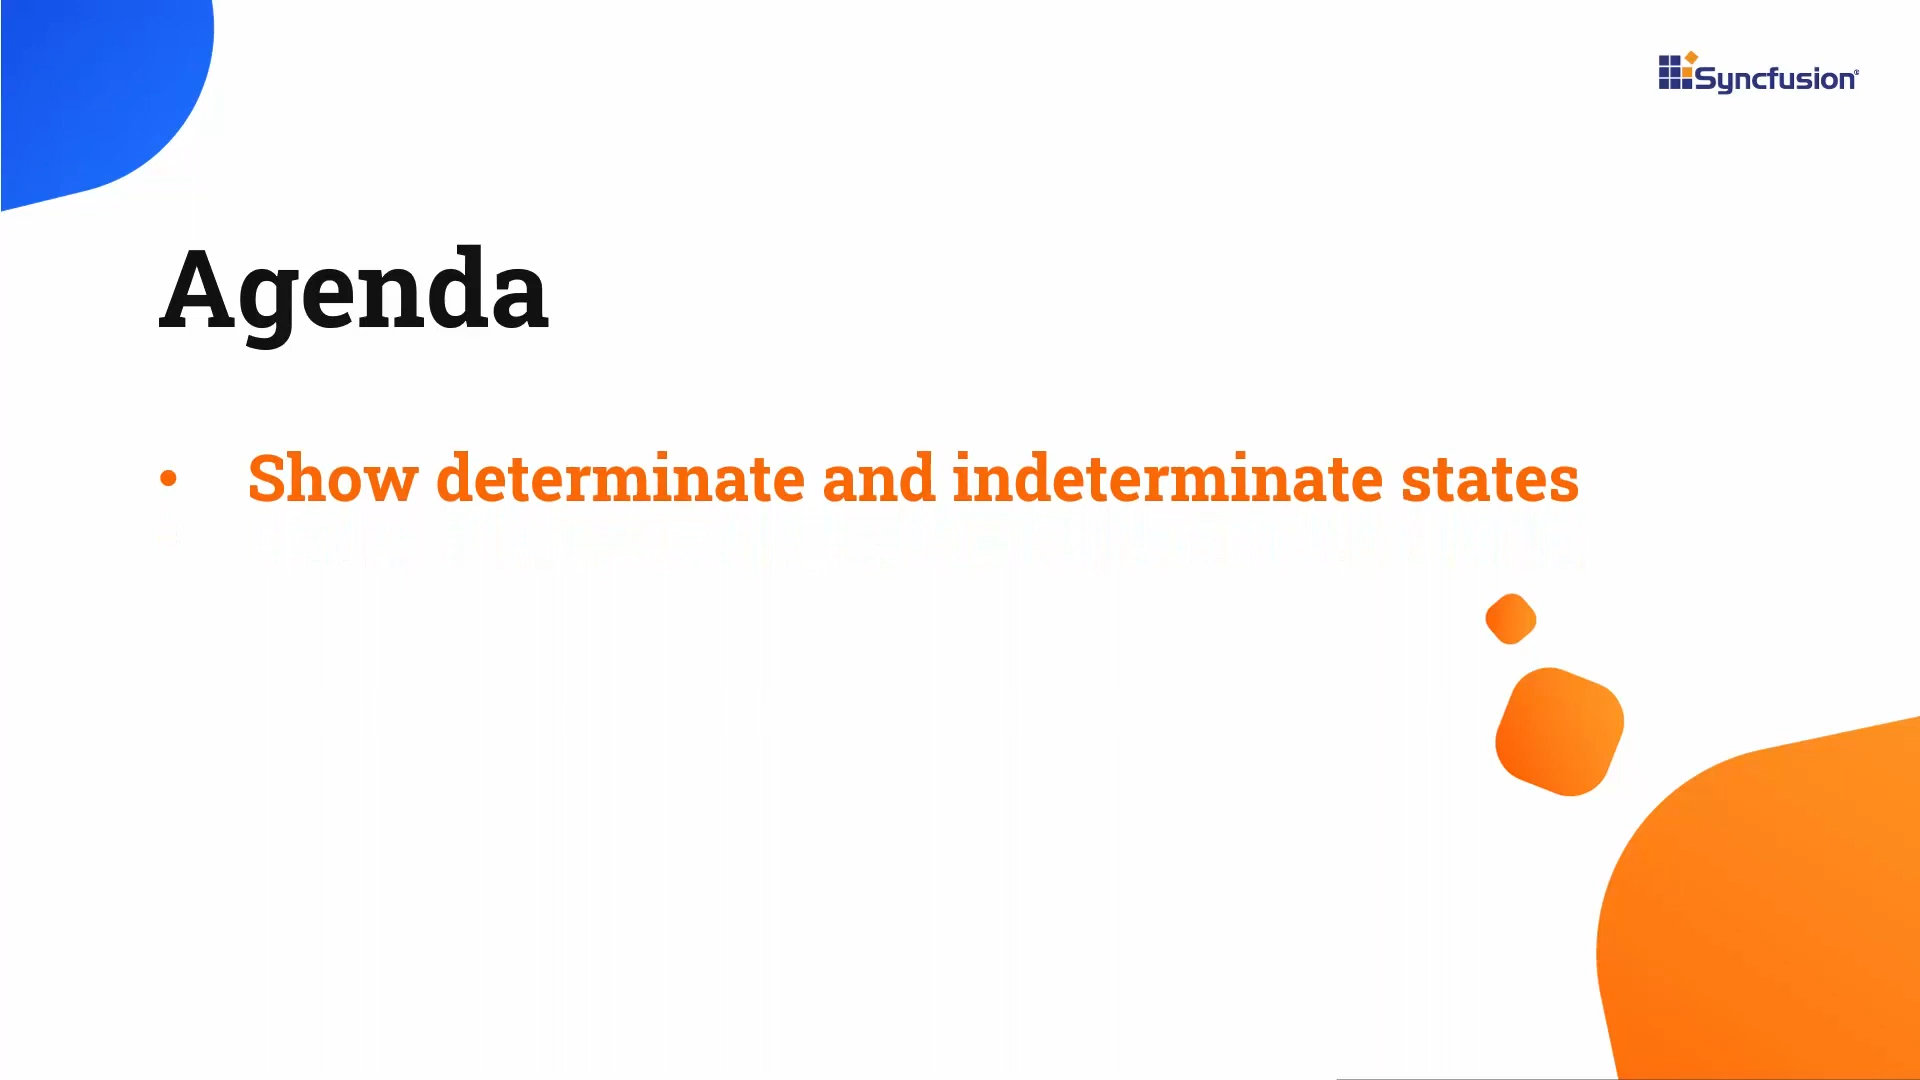 Syncfusion®
Agenda
• Show determinate and indeterminate states